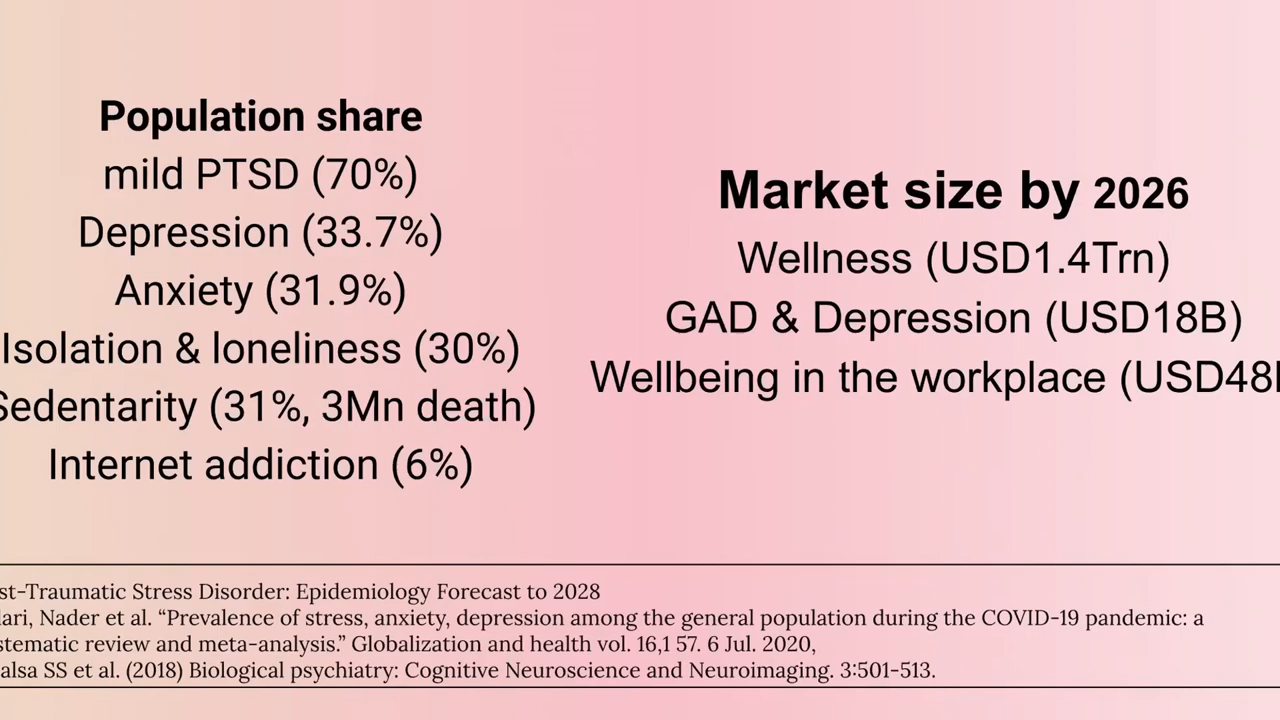 Population share
mild PTSD (70%)
Depression (33.7%)
Anxiety (31.9%)
Isolation & loneliness (30%)
Sedentarity (31%, 3Mn death)
Internet addiction (6%)
Market size by 2026
Wellness (USD1.4Trn)
GAD & Depression (USD18B)
Wellbeing in the workplace (USD48
st-Traumatic Stress Disorder: Epidemiology Forecast to 2028
lari, Nader et al. “Prevalence of stress, anxiety, depression among the general population during the COVID-19 pandemic: a
stematic review and meta-analysis.” Globalization and health vol. 16,1 57. 6 Jul. 2020,
alsa SS et al. (2018) Biological psychiatry: Cognitive Neuroscience and Neuroimaging. 3:501-513.